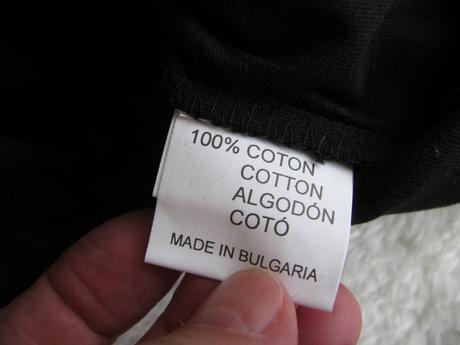 100% COTON
COTTON
ALGODÓN
COTÓ
MADE IN BULGARIA